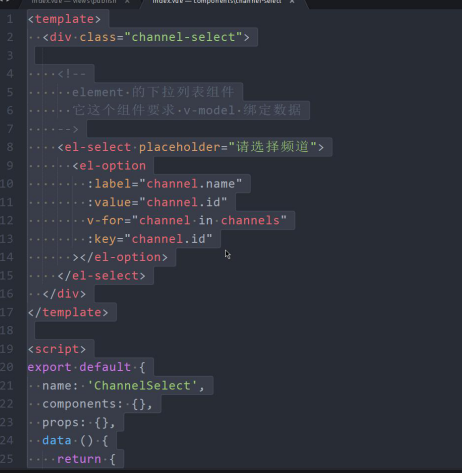 index.vue — views\publish × index.vue — components\channel-select ×
1 <template>
2 <div class="channel-select">
3
4 <!--
5 element 的下拉列表组件
6 它这个组件要求 v-model 绑定数据
7 -->
8 <el-select placeholder="请选择频道">
9 <el-option
10 :label="channel.name"
11 :value="channel.id"
12 v-for="channel in channels"
13 :key="channel.id"
14 ></el-option>
15 </el-select>
16 </div>
17 </template>
18
19 <script>
20 export default {
21 name: 'ChannelSelect',
22 components: {},
23 props: {},
24 data () {
25 return {